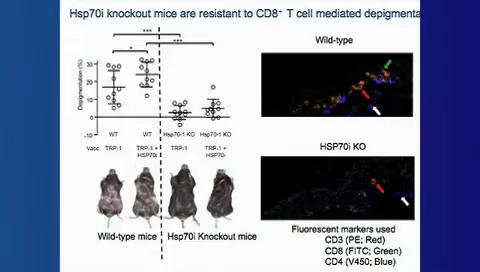 Hsp70i knockout mice are resistant to CD8⁺ T cell mediated depigmenta
***
***
*
Depigmentation (%)
30
20
10
0
-10
WT
WT
Hsp70-1 KO
Hsp70-1 KO
Vacc:
TRP-1
TRP-1 +
HSP70i
TRP-1
TRP-1 +
HSP70i
Wild-type mice
Hsp70i Knockout mice
Wild-type
HSP70i KO
Fluorescent markers used
CD3 (PE; Red)
CD8 (FITC; Green)
CD4 (V450; Blue)